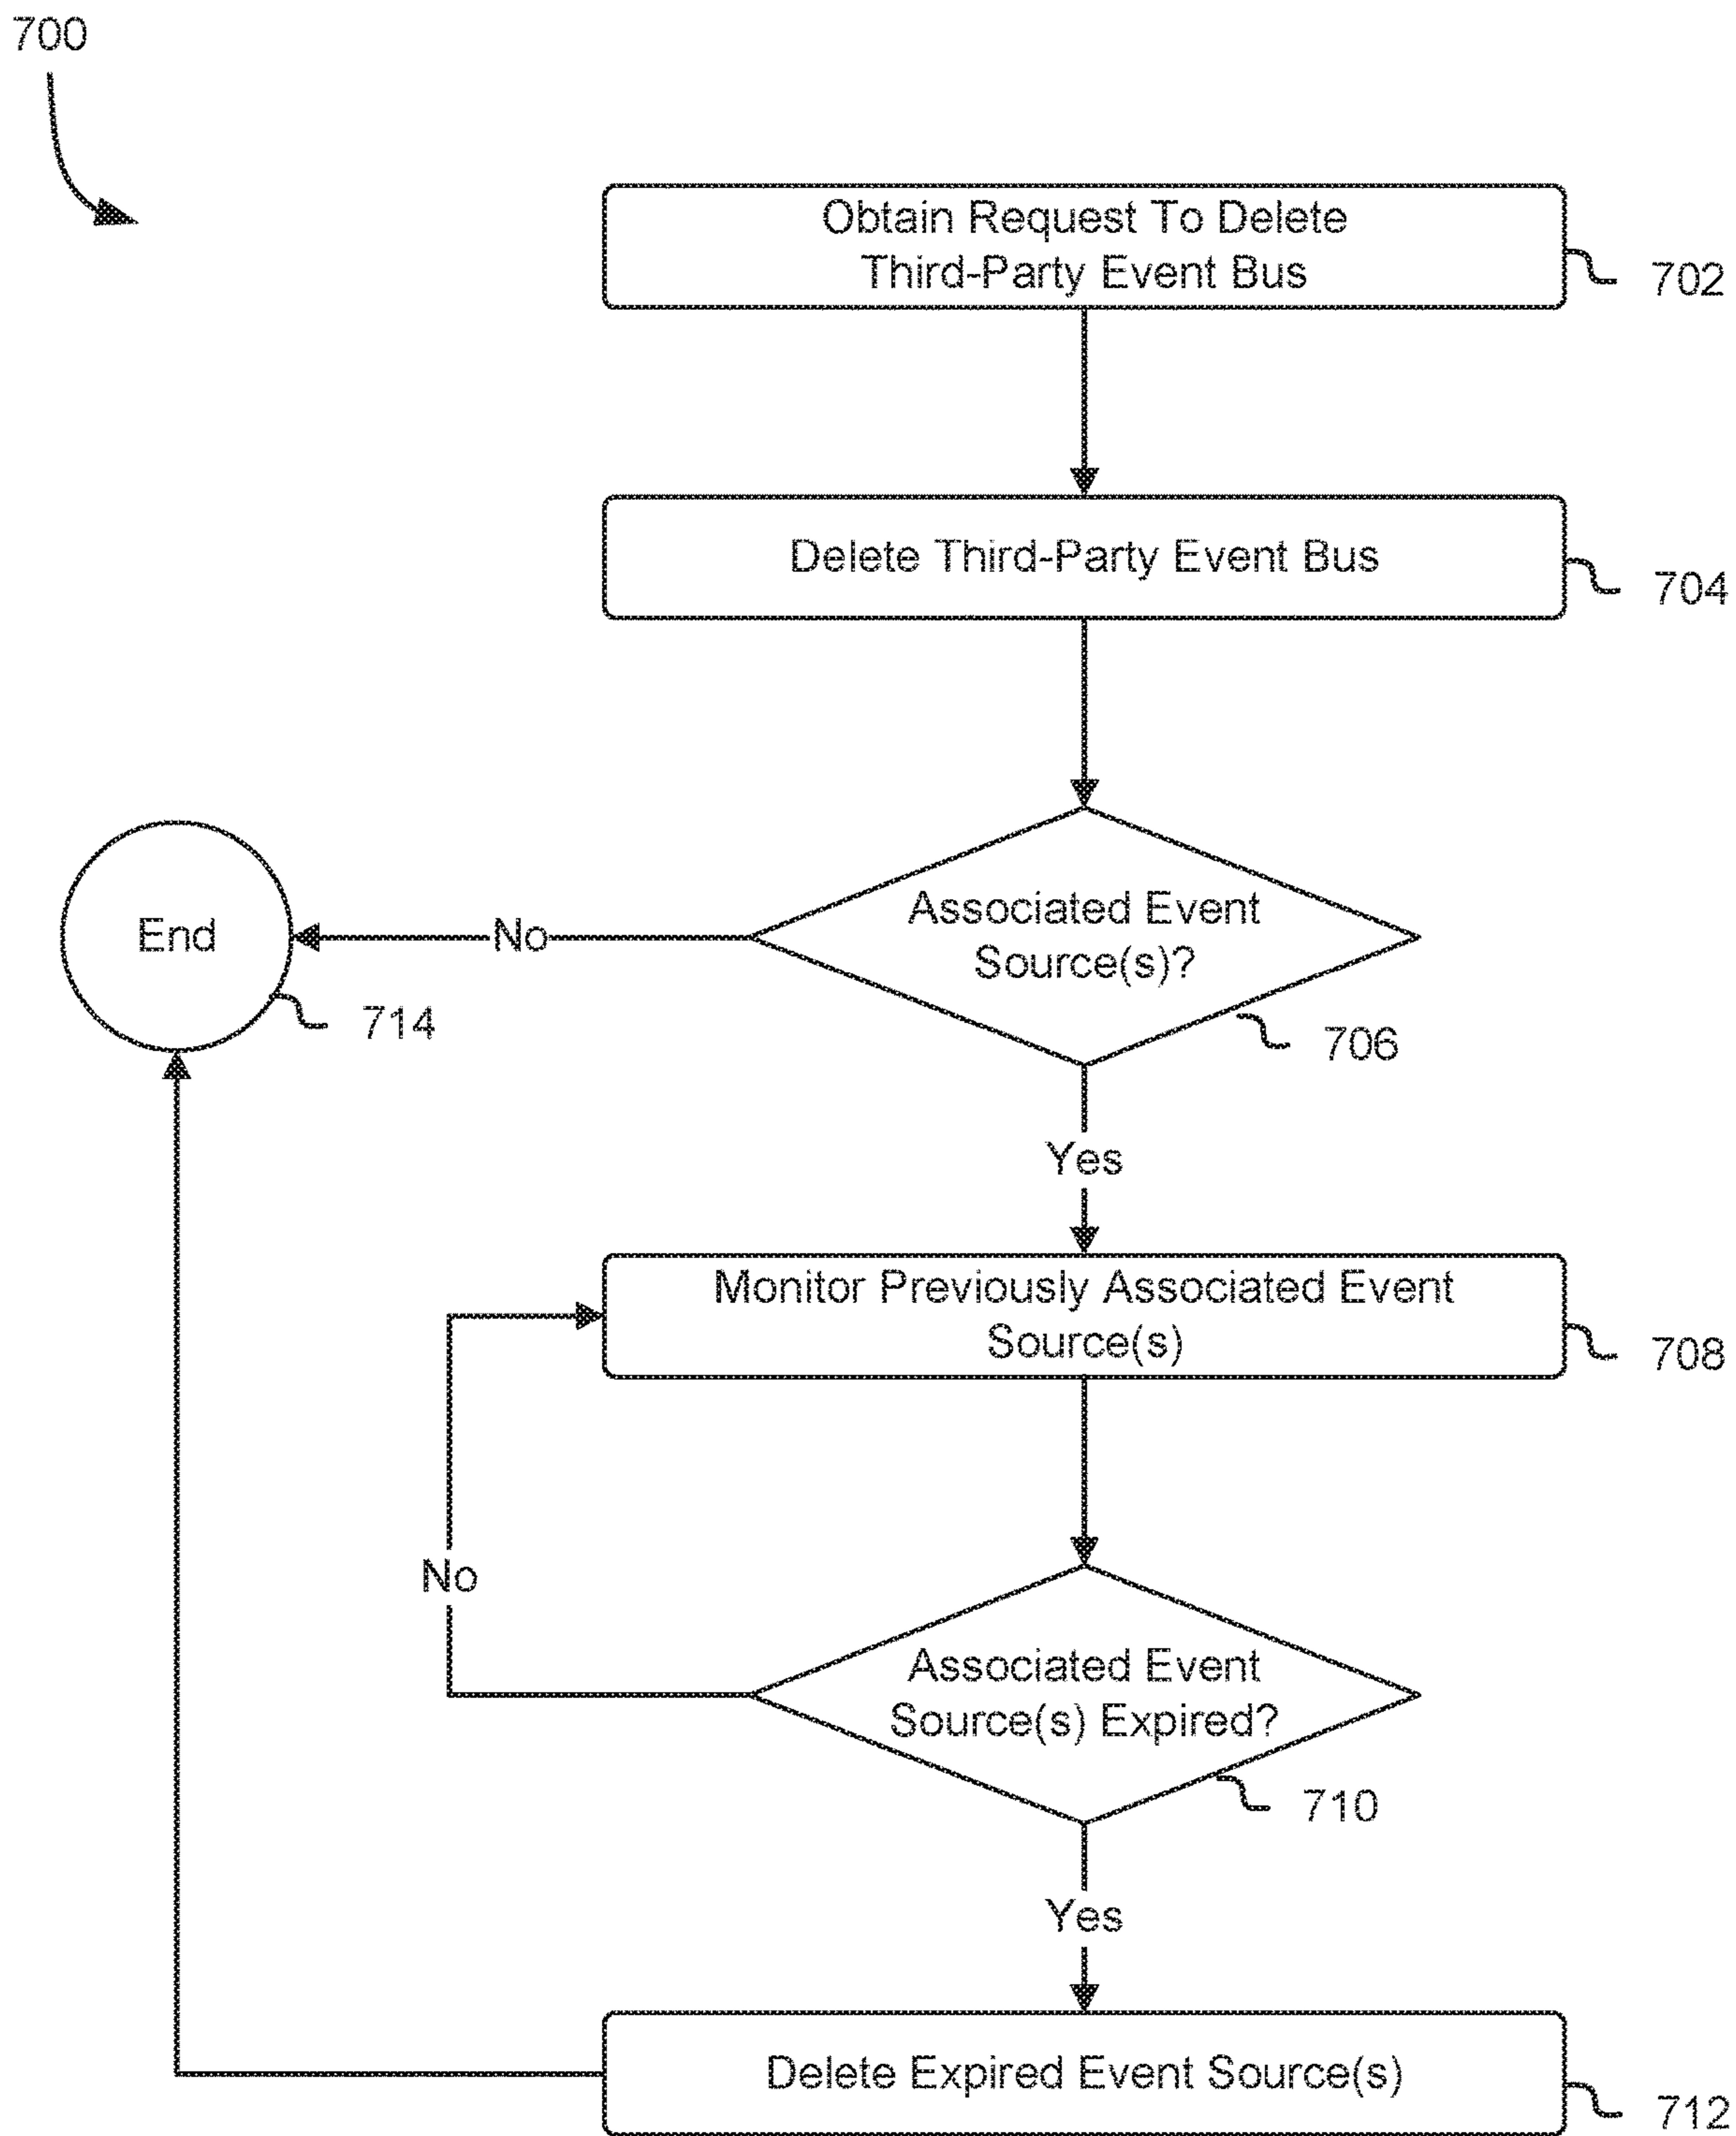 700
Obtain Request To Delete
Third-Party Event Bus
702
Delete Third-Party Event Bus
704
Associated Event
Source(s)?
706
No
End
714
Yes
Monitor Previously Associated Event
Source(s)
708
No
Associated Event
Source(s) Expired?
710
Yes
Delete Expired Event Source(s)
712